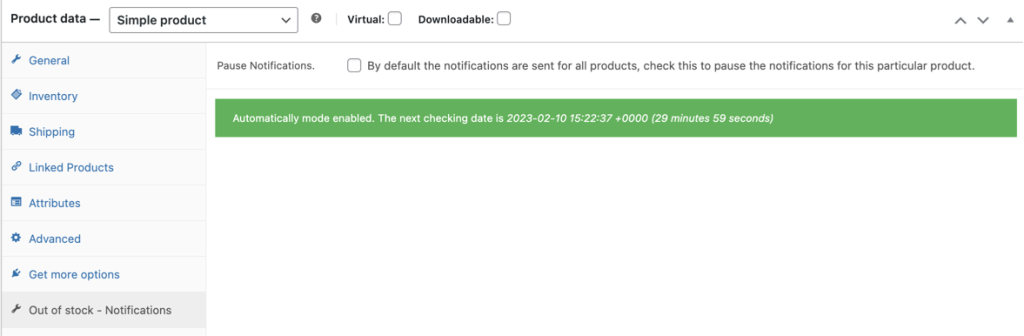 Product data — Simple product Virtual: Downloadable:
General
Pause Notifications. By default the notifications are sent for all products, check this to pause the notifications for this particular product.
Inventory
Automatically mode enabled. The next checking date is 2023-02-10 15:22:37 +0000 (29 minutes 59 seconds)
Shipping
Linked Products
Attributes
Advanced
Get more options
Out of stock - Notifications